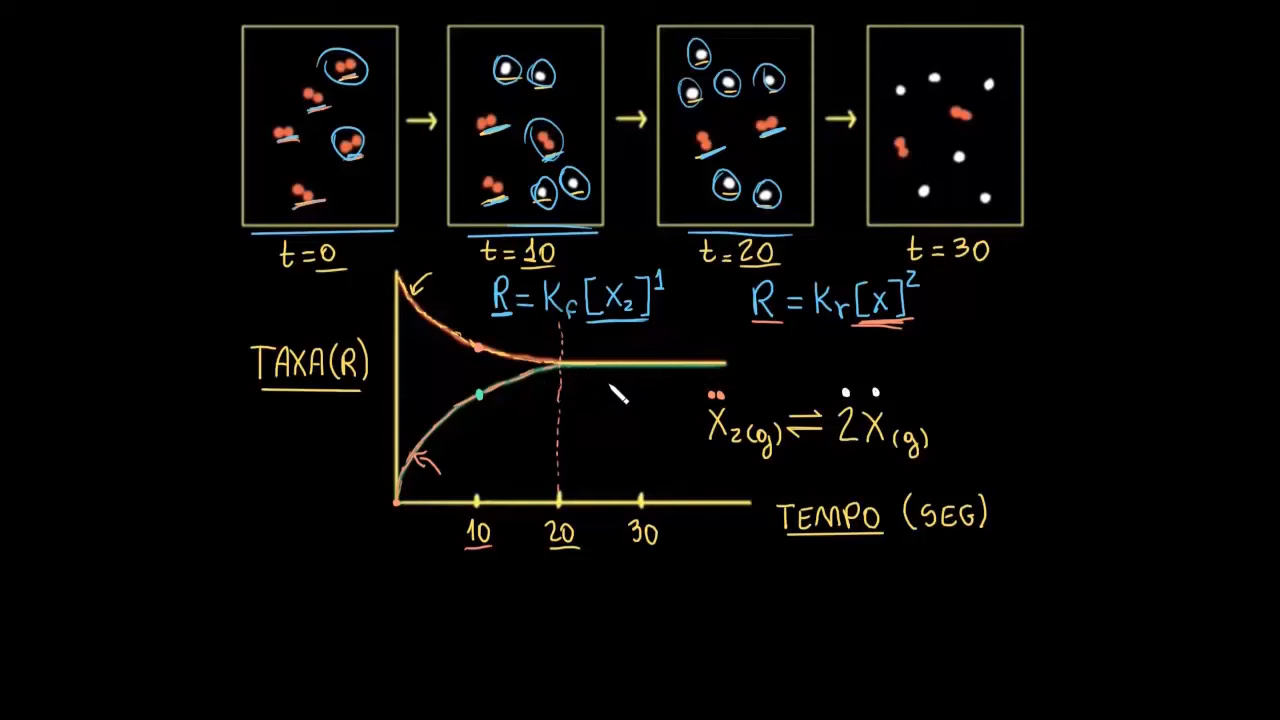 t=0 t=10 t=20 t=30
R=Kf[X2]¹ R=Kr[x]²
TAXA(R)
X2(g)⇌2X(g)
TEMPO (SEG)
10 20 30